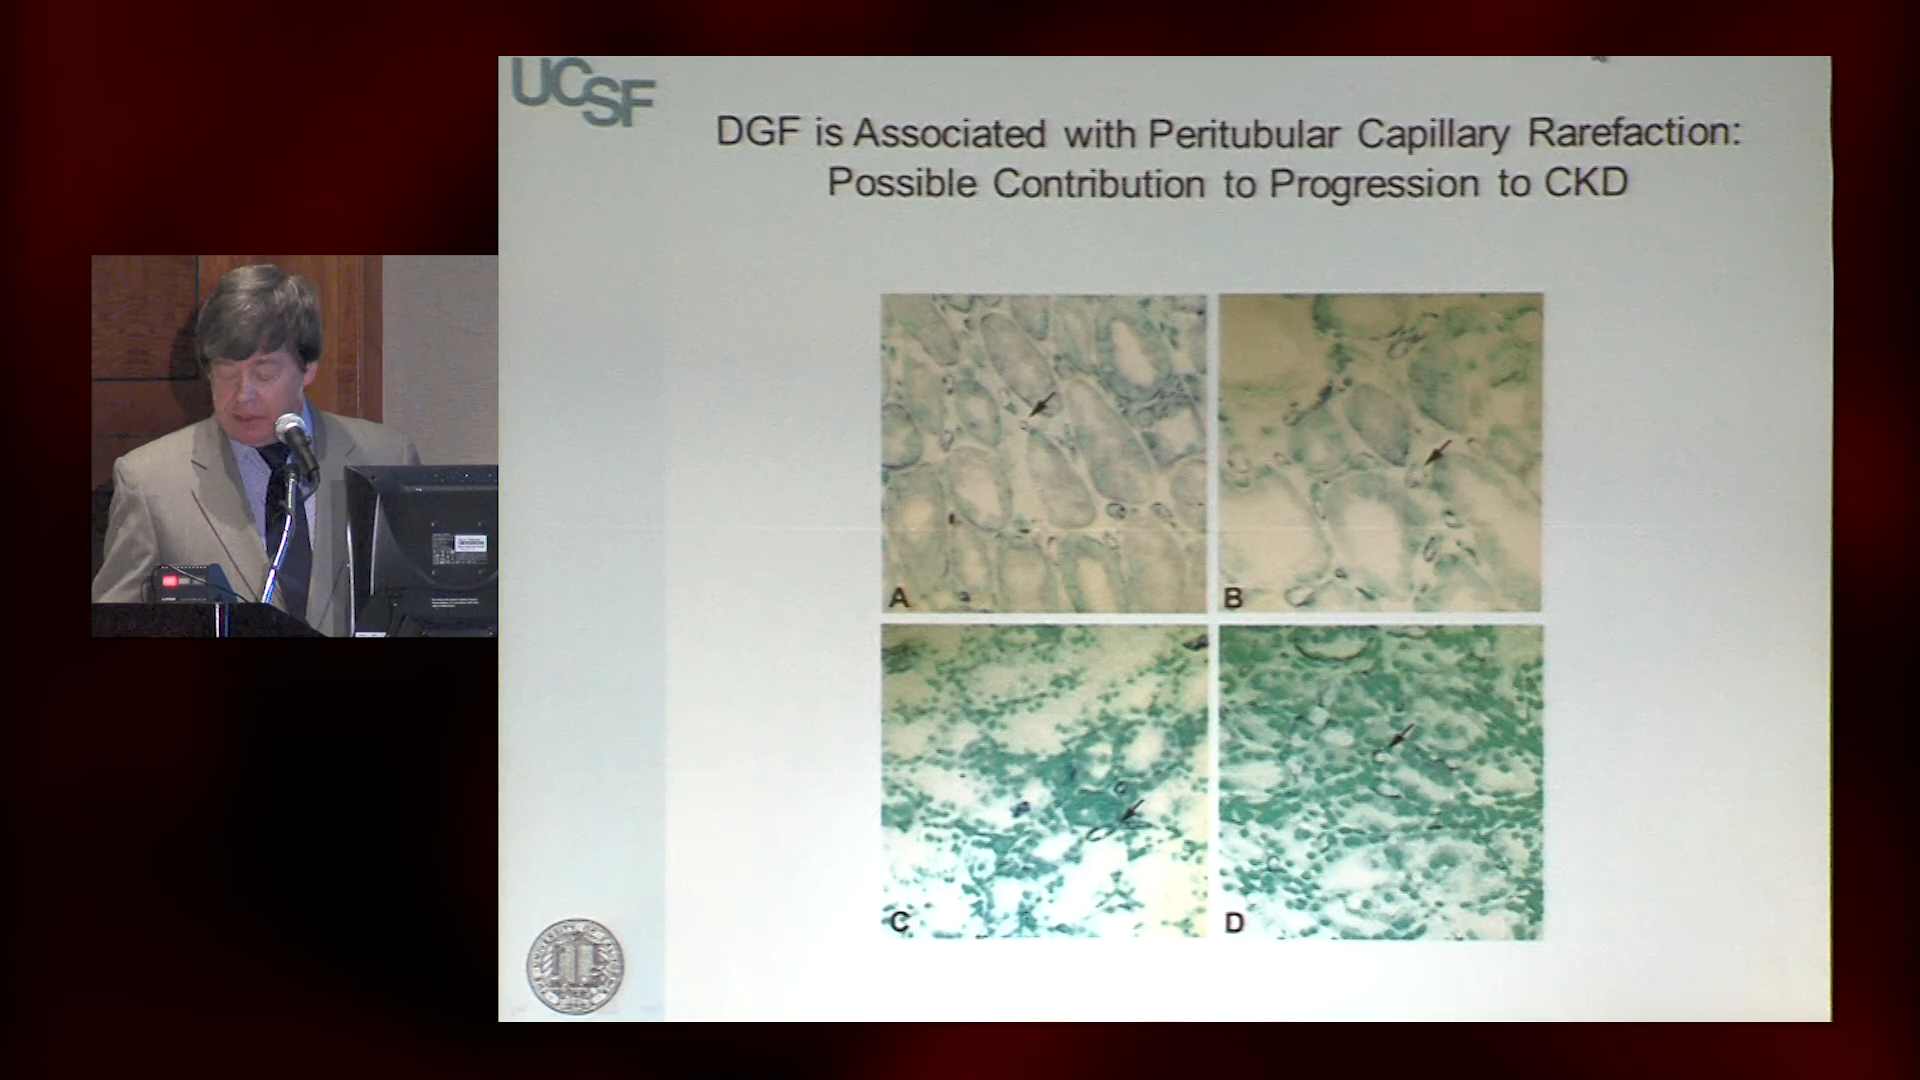 UCSF
DGF is Associated with Peritubular Capillary Rarefaction:
Possible Contribution to Progression to CKD
A
B
C
D